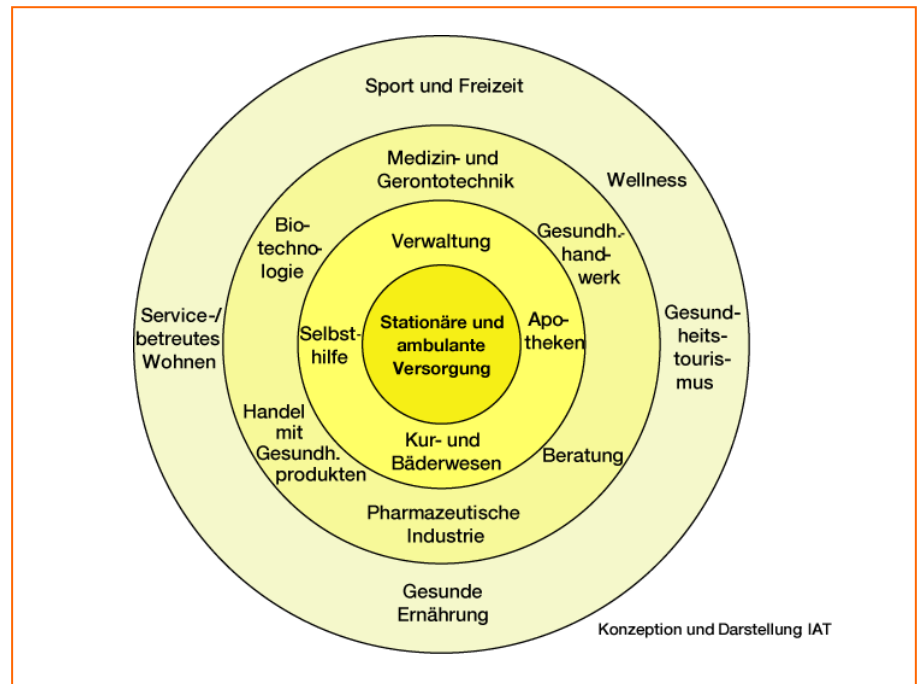 Sport und Freizeit
Medizin- und
Gerontotechnik
Wellness
Bio-
techno-
logie
Verwaltung
Gesundh.-
hand-
werk
Service-/
betreutes
Wohnen
Selbst-
hilfe
Stationäre und
ambulante
Versorgung
Apo-
theken
Gesund-
heits-
touris-
mus
Handel
mit
Gesundh.
produkten
Kur- und
Bäderwesen
Beratung
Pharmazeutische
Industrie
Gesunde
Ernährung
Konzeption und Darstellung IAT